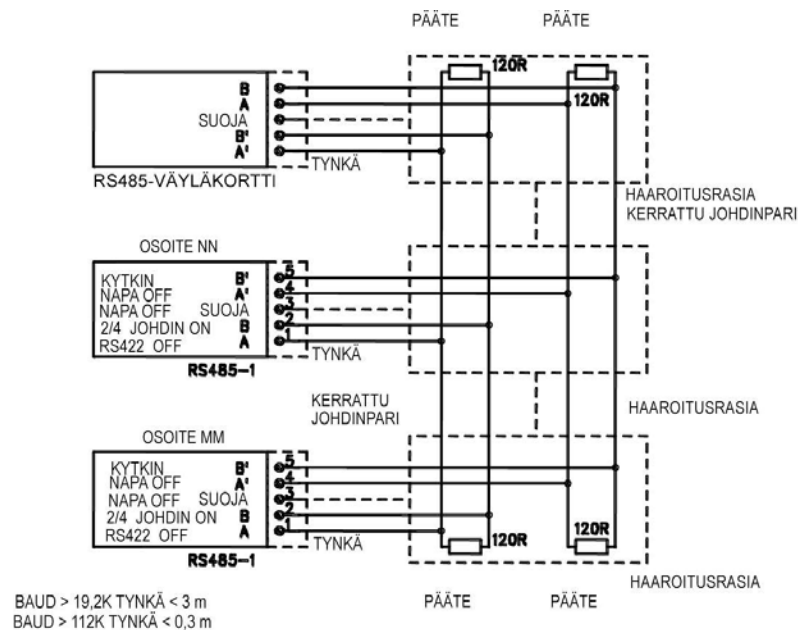 PÄÄTE PÄÄTE
120R
120R
B
A
SUOJA
B'
A'
TYNKÄ
RS485-VÄYLÄKORTTI
HAAROITUSRASIA
KERRATTU JOHDINPARI
OSOITE NN
KYTKIN B' 5
NAPA OFF A' 4
NAPA OFF SUOJA 3
2/4 JOHDIN ON B 2
RS422 OFF A 1
TYNKÄ
RS485-1
KERRATTU
JOHDINPARI
HAAROITUSRASIA
OSOITE MM
KYTKIN B' 5
NAPA OFF A' 4
NAPA OFF SUOJA 3
2/4 JOHDIN ON B 2
RS422 OFF A 1
TYNKÄ
120R 120R
RS485-1
HAAROITUSRASIA
PÄÄTE PÄÄTE
BAUD > 19,2K TYNKÄ < 3 m
BAUD > 112K TYNKÄ < 0,3 m